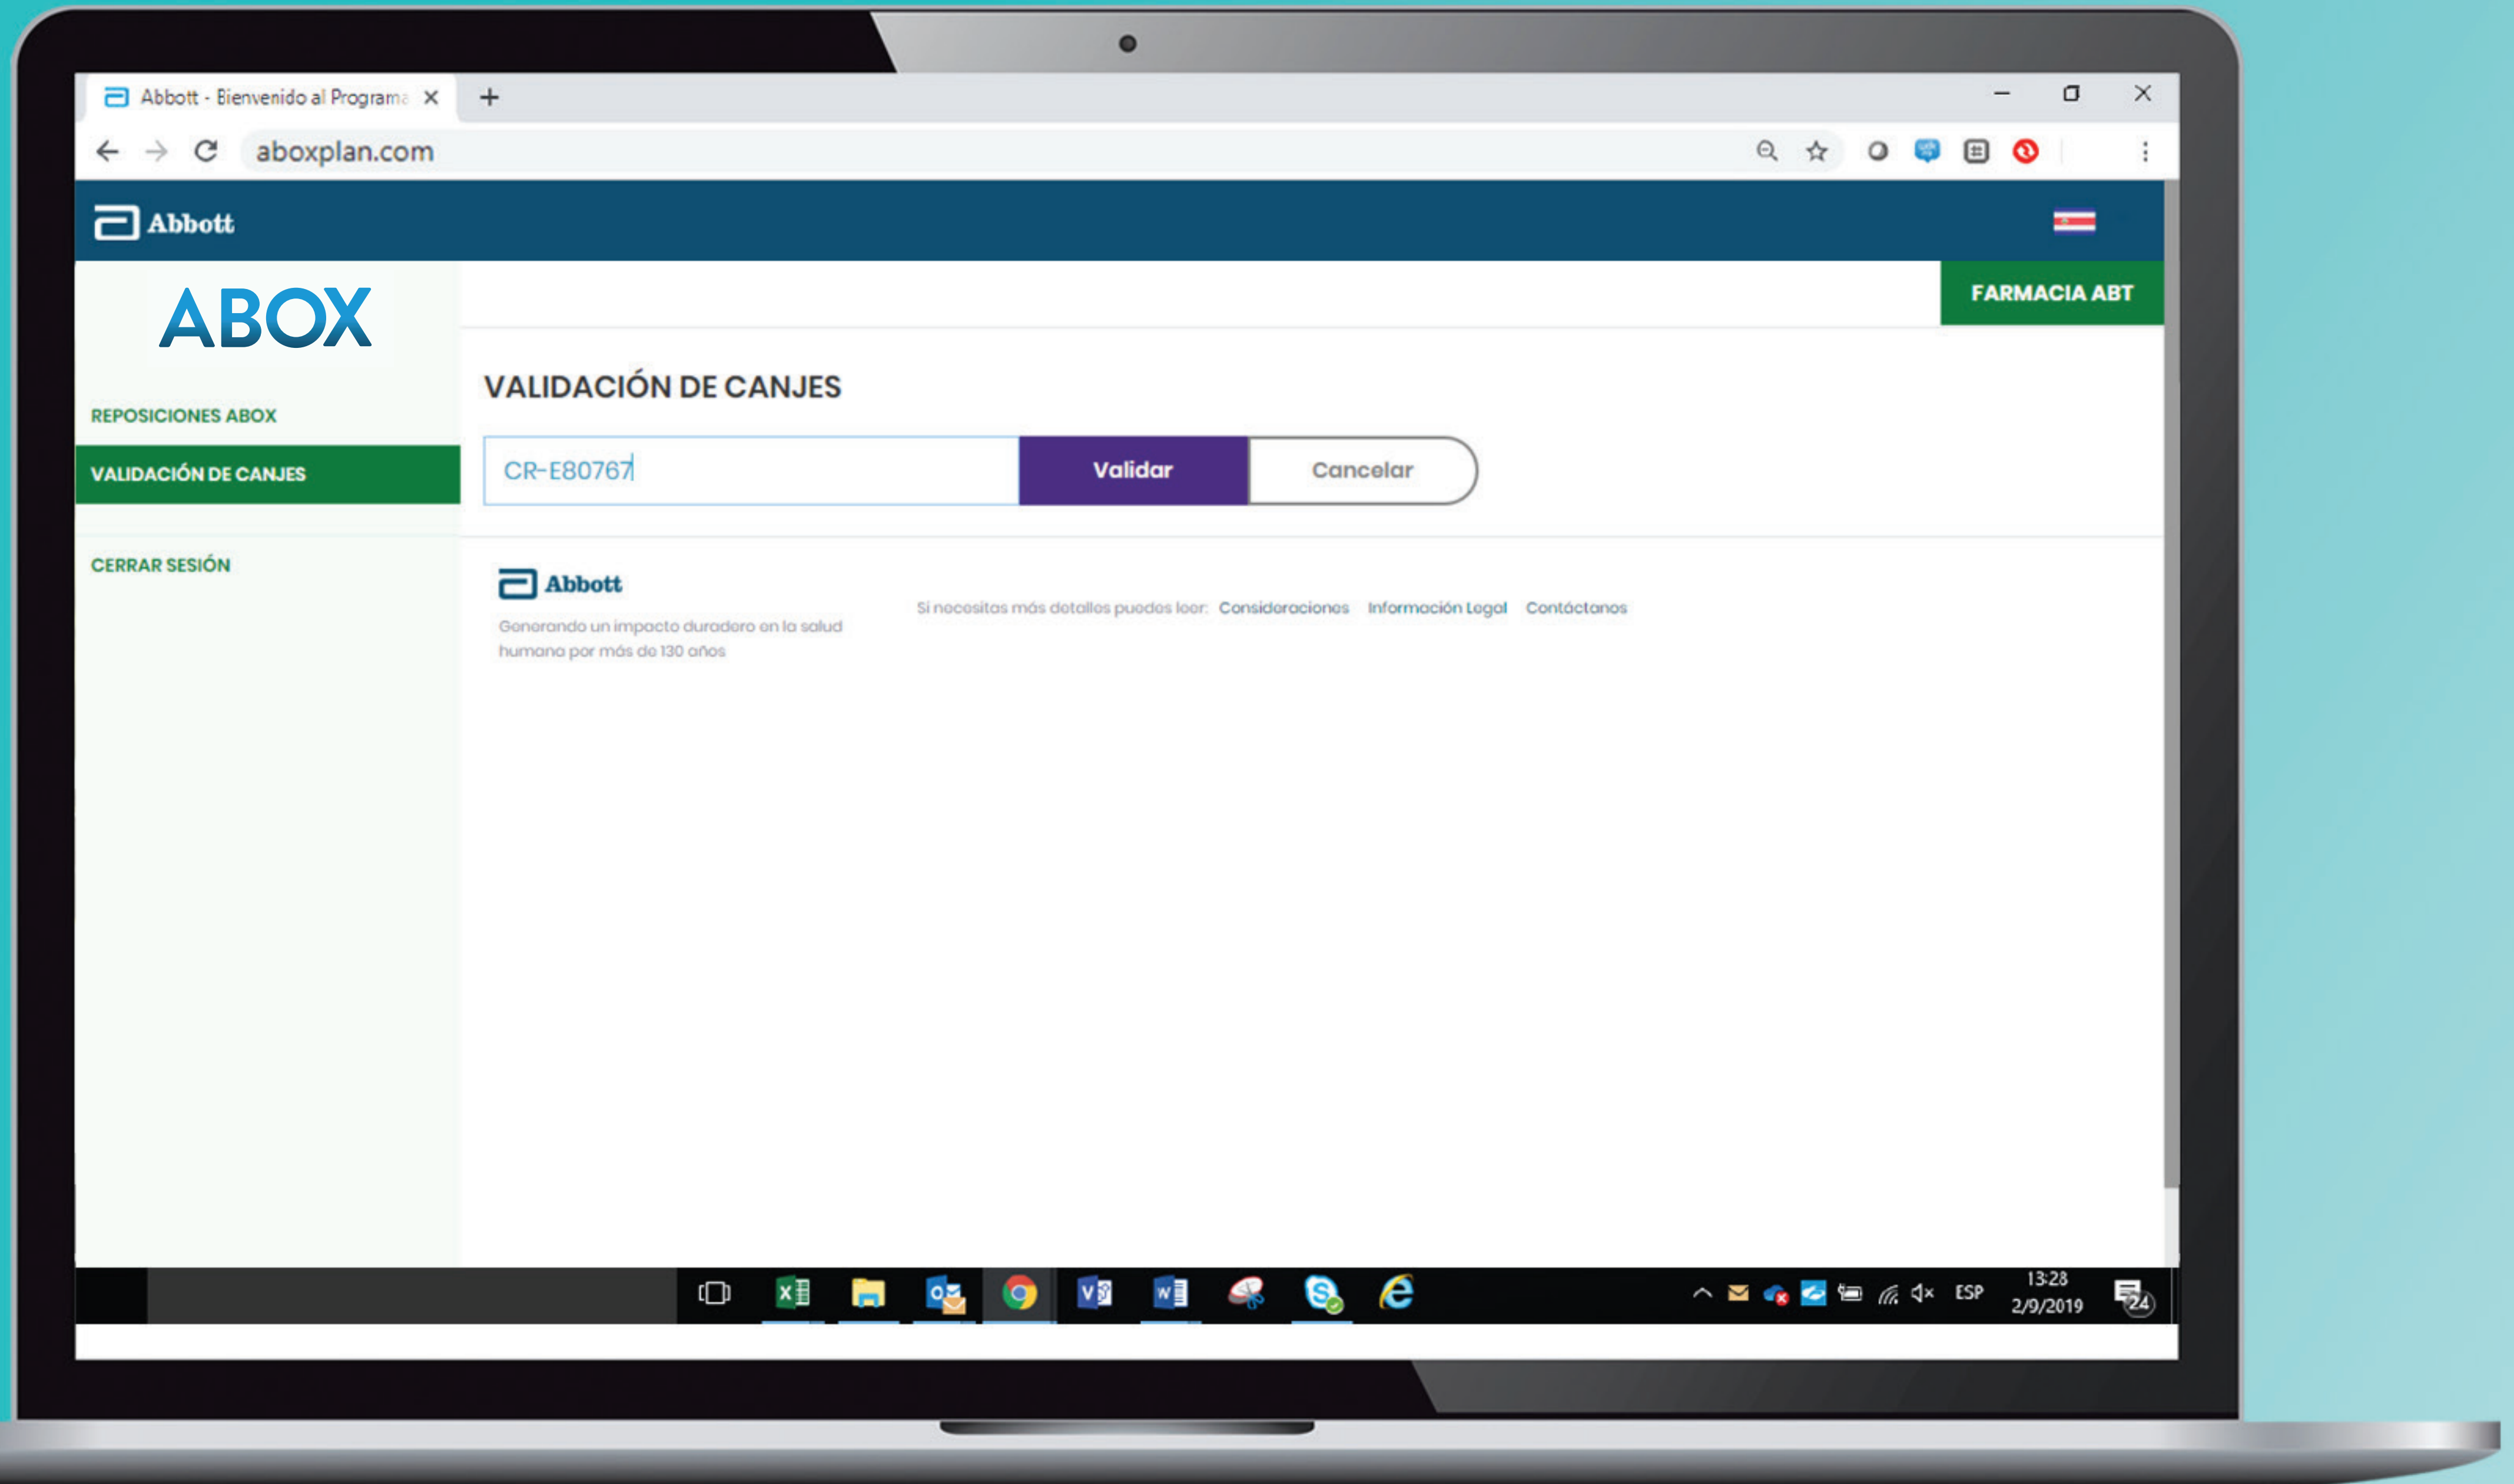 Abbott - Bienvenido al Programa
aboxplan.com
Abbott
ABOX
FARMACIA ABT
REPOSICIONES ABOX
VALIDACIÓN DE CANJES
CERRAR SESIÓN
VALIDACIÓN DE CANJES
CR-E80767
Validar
Cancelar
Abbott
Generando un impacto duradero en la salud
humana por más de 130 años
Si necesitas más detalles puedes leer: Consideraciones Información Legal Contáctanos
ESP
13:28
2/9/2019
24